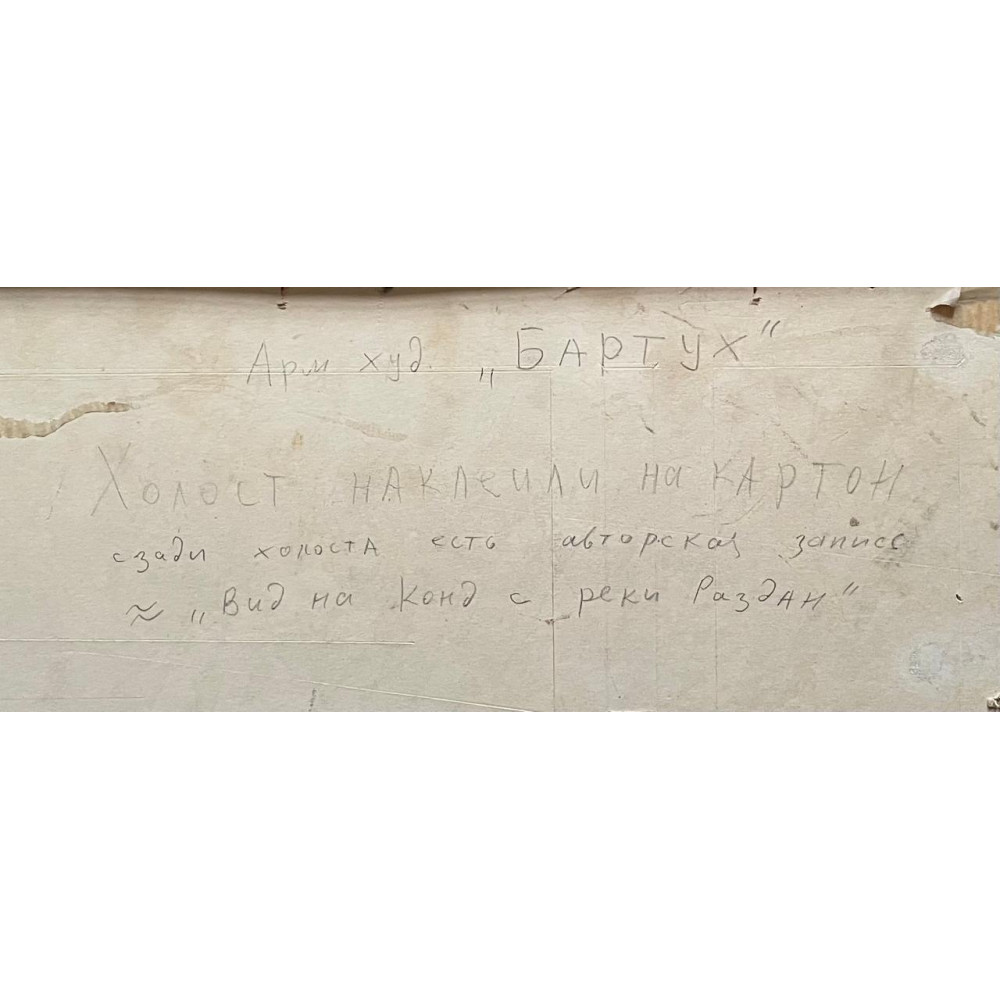 Арм худ. „БАРТУХ“
Холост наклеили на картон
сзади холоста есть авторская запись
≈ „Вид на Конд с реки Раздан“